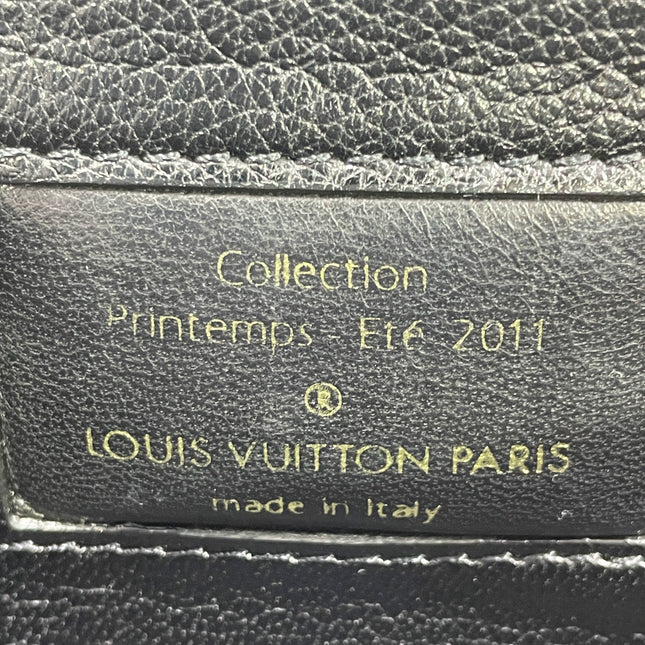 Collection
Printemps - Eté 2011
®
LOUIS VUITTON PARIS
made in Italy